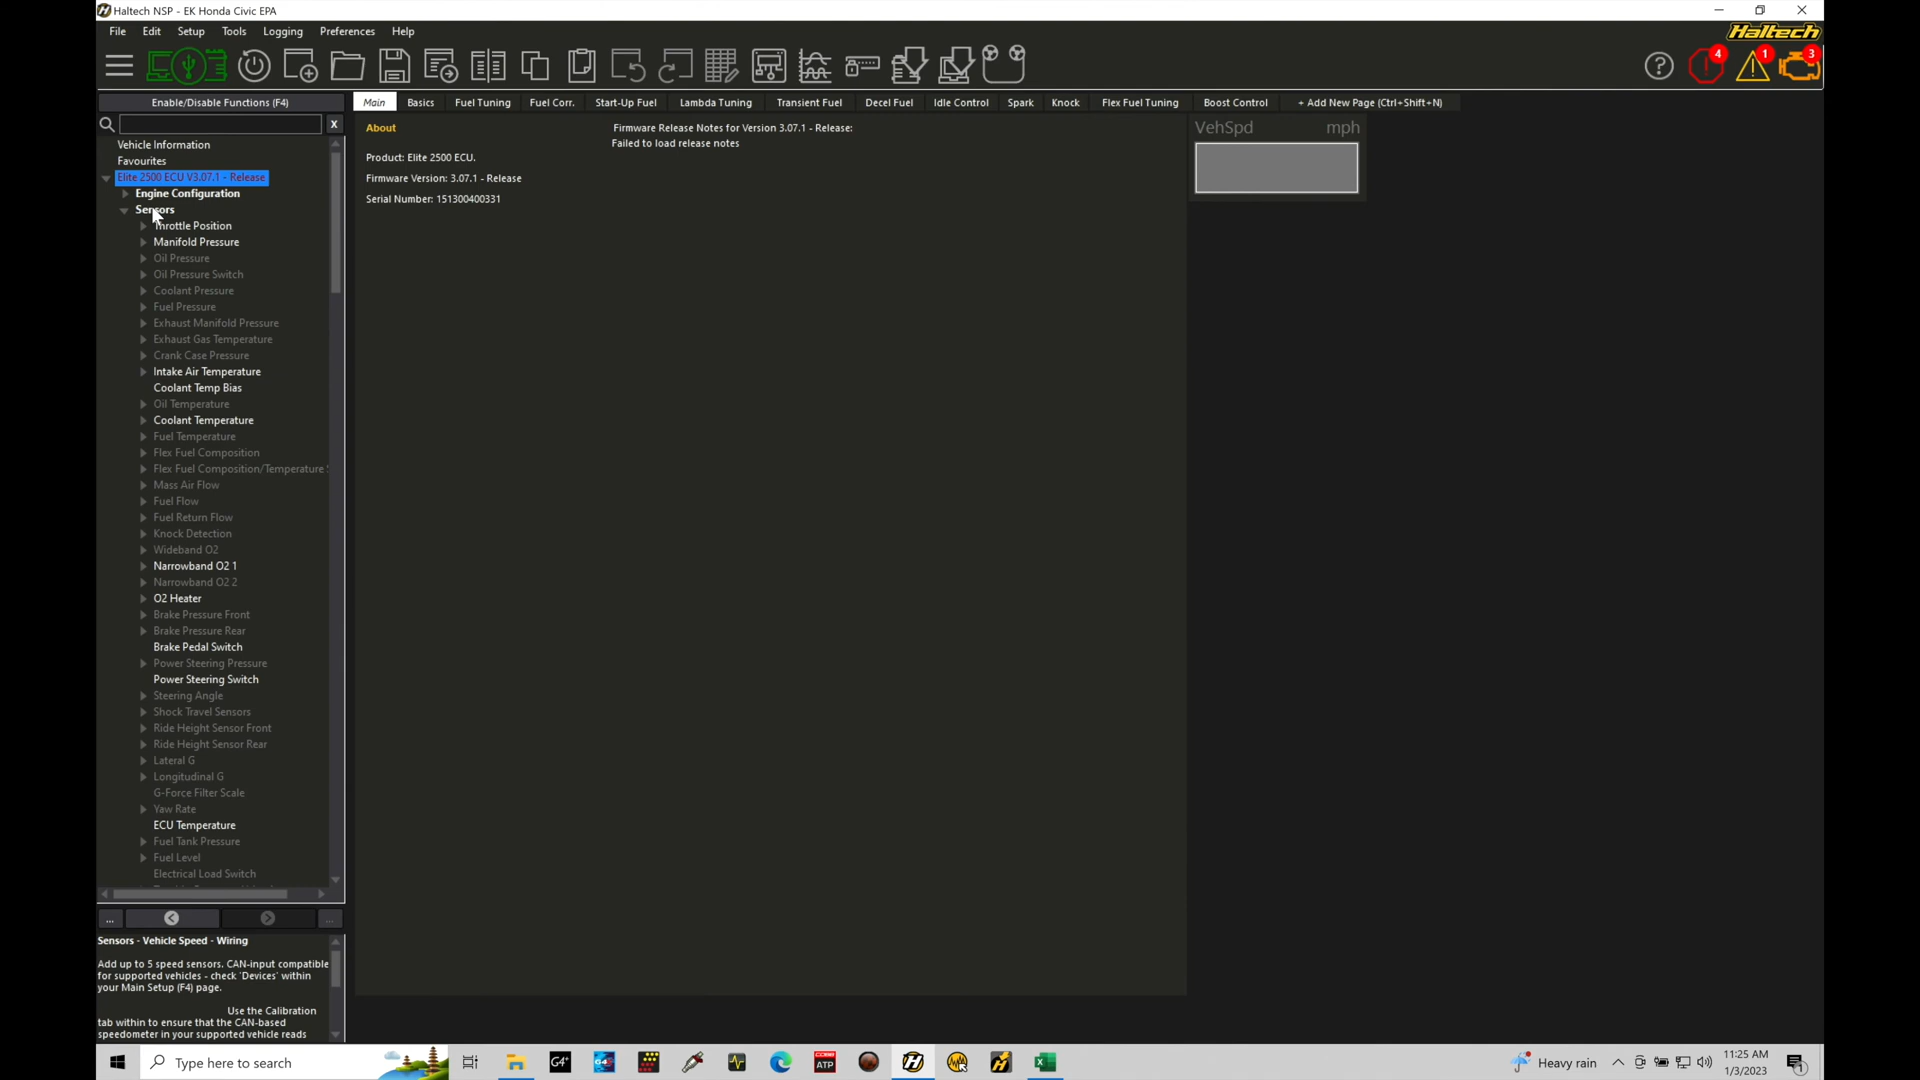 Haltech NSP - EK Honda Civic EPA
File Edit Setup Tools Logging Preferences Help
Haltech
4 1 3
Enable/Disable Functions (F4)
Main Basics Fuel Tuning Fuel Corr. Start-Up Fuel Lambda Tuning Transient Fuel Decel Fuel Idle Control Spark Knock Flex Fuel Tuning Boost Control + Add New Page (Ctrl+Shift+N)
X
Vehicle Information
Favourites
Elite 2500 ECU V3.07.1 - Release
Engine Configuration
Sensors
Throttle Position
Manifold Pressure
Oil Pressure
Oil Pressure Switch
Coolant Pressure
Fuel Pressure
Exhaust Manifold Pressure
Exhaust Gas Temperature
Crank Case Pressure
Intake Air Temperature
Coolant Temp Bias
Oil Temperature
Coolant Temperature
Fuel Temperature
Flex Fuel Composition
Flex Fuel Composition/Temperature
Mass Air Flow
Fuel Flow
Fuel Return Flow
Knock Detection
Wideband O2
Narrowband O2 1
Narrowband O2 2
O2 Heater
Brake Pressure Front
Brake Pressure Rear
Brake Pedal Switch
Power Steering Pressure
Power Steering Switch
Steering Angle
Shock Travel Sensors
Ride Height Sensor Front
Ride Height Sensor Rear
Lateral G
Longitudinal G
G-Force Filter Scale
Yaw Rate
ECU Temperature
Fuel Tank Pressure
Fuel Level
Electrical Load Switch
... ...
Sensors - Vehicle Speed - Wiring
Add up to 5 speed sensors. CAN-input compatible
for supported vehicles - check 'Devices' within
your Main Setup (F4) page.
Use the Calibration
tab within to ensure that the CAN-based
speedometer in your supported vehicle reads
About
Product: Elite 2500 ECU.
Firmware Version: 3.07.1 - Release
Serial Number: 151300400331
Firmware Release Notes for Version 3.07.1 - Release:
Failed to load release notes
VehSpd mph
Type here to search
G4+
ATP
Heavy rain
11:25 AM
1/3/2023
1